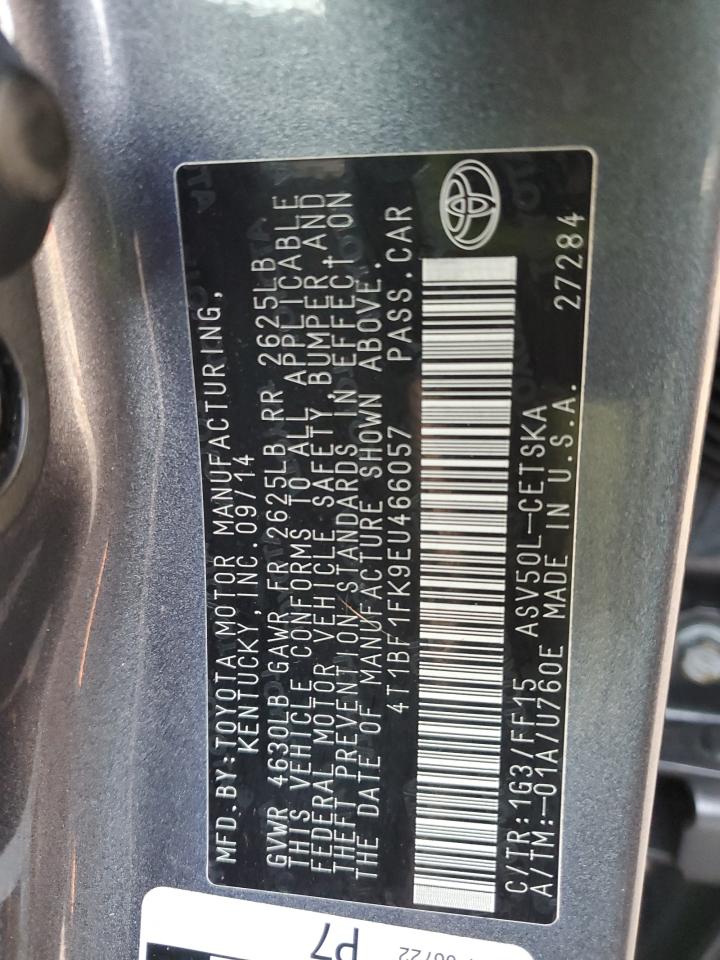 MFD.BY:TOYOTA MOTOR MANUFACTURING,
KENTUCKY,INC. 09/14
GVWR 4630LB GAWR FR 2625LB RR 2625LB
THIS VEHICLE CONFORMS TO ALL APPLICABLE
FEDERAL MOTOR VEHICLE SAFETY, BUMPER, AND
THEFT PREVENTION STANDARDS IN EFFECT ON
THE DATE OF MANUFACTURE SHOWN ABOVE.
4T1BF1FK9EU466057 PASS.CAR
C/TR:1G3/FF15 ASV50L-CETSKA
A/TM:-01A/U760E MADE IN U.S.A. 27284
P7